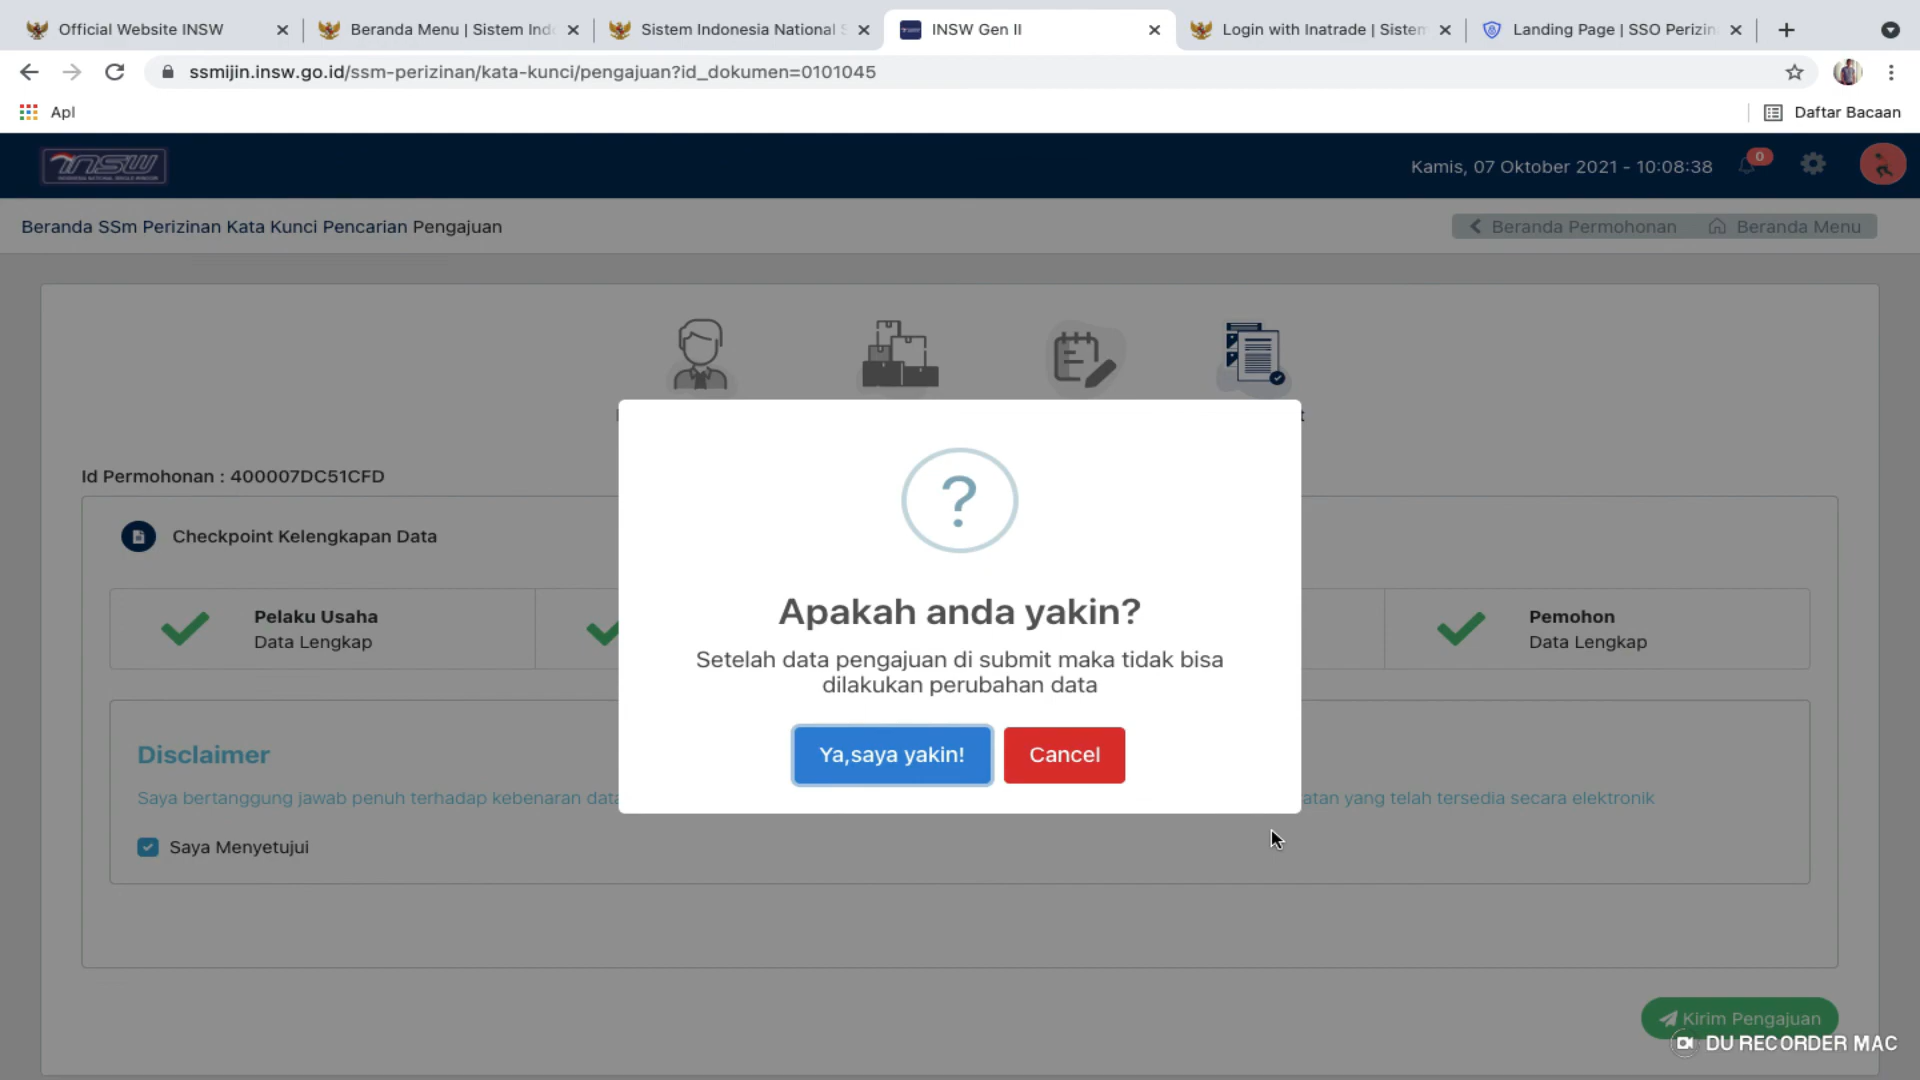 Official Website INSW
Beranda Menu | Sistem Ind
Sistem Indonesia National S
INSW Gen II
Login with Inatrade | Sistem
Landing Page | SSO Perizin
ssmijin.insw.go.id/ssm-perizinan/kata-kunci/pengajuan?id_dokumen=0101045
Apl
Daftar Bacaan
INSW
Kamis, 07 Oktober 2021 - 10:08:38
0
Beranda SSm Perizinan Kata Kunci Pencarian Pengajuan
Beranda Permohonan
Beranda Menu
Id Permohonan : 400007DC51CFD
Checkpoint Kelengkapan Data
Pelaku Usaha
Data Lengkap
Pemohon
Data Lengkap
?
Apakah anda yakin?
Setelah data pengajuan di submit maka tidak bisa
dilakukan perubahan data
Ya,saya yakin!
Cancel
Disclaimer
Saya bertanggung jawab penuh terhadap kebenaran data
atan yang telah tersedia secara elektronik
Saya Menyetujui
Kirim Pengajuan
DU RECORDER MAC